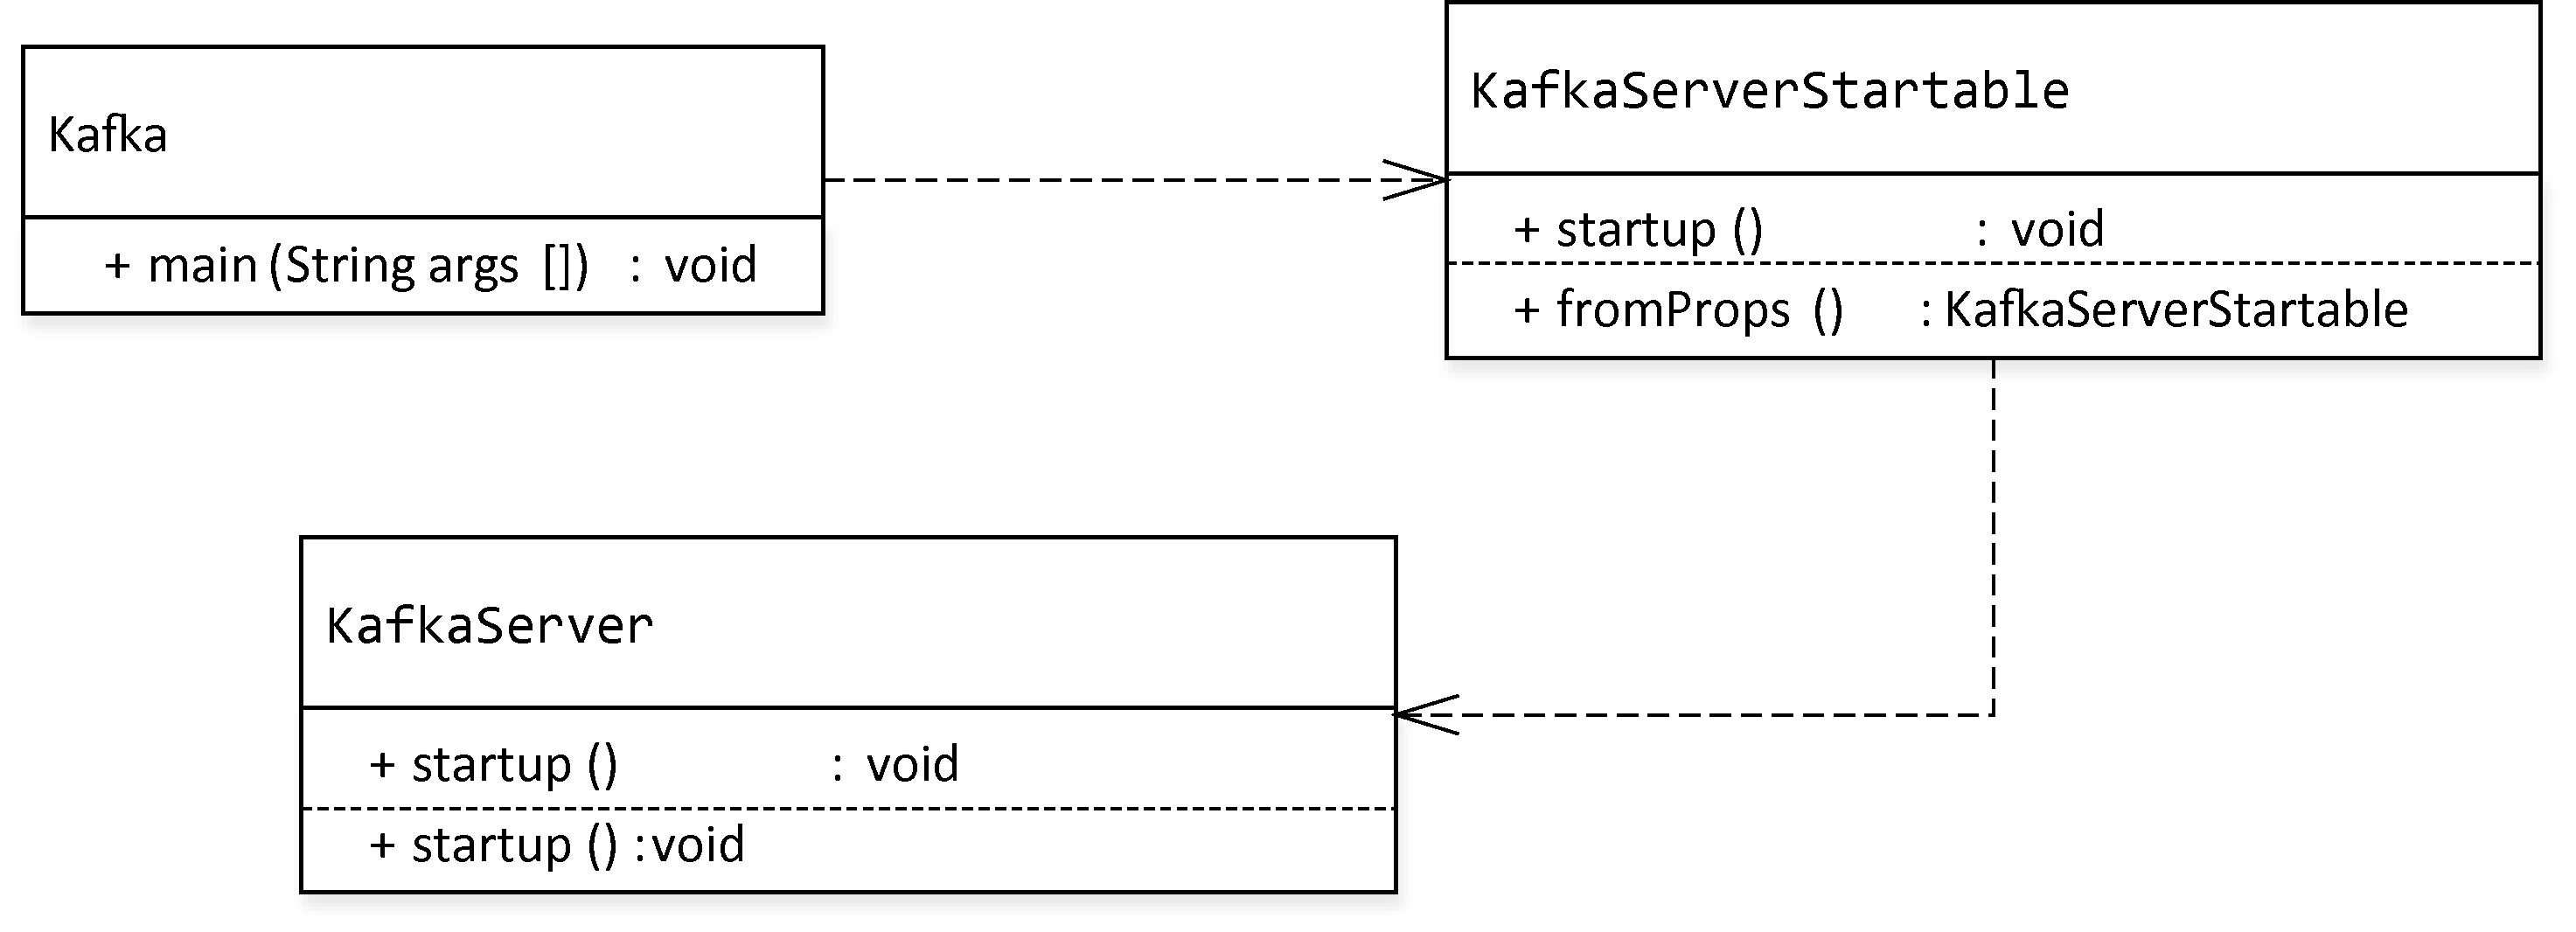 Kafka
+ main (String args []) : void
KafkaServerStartable
+ startup () : void
+ fromProps () : KafkaServerStartable
KafkaServer
+ startup () : void
+ startup () :void